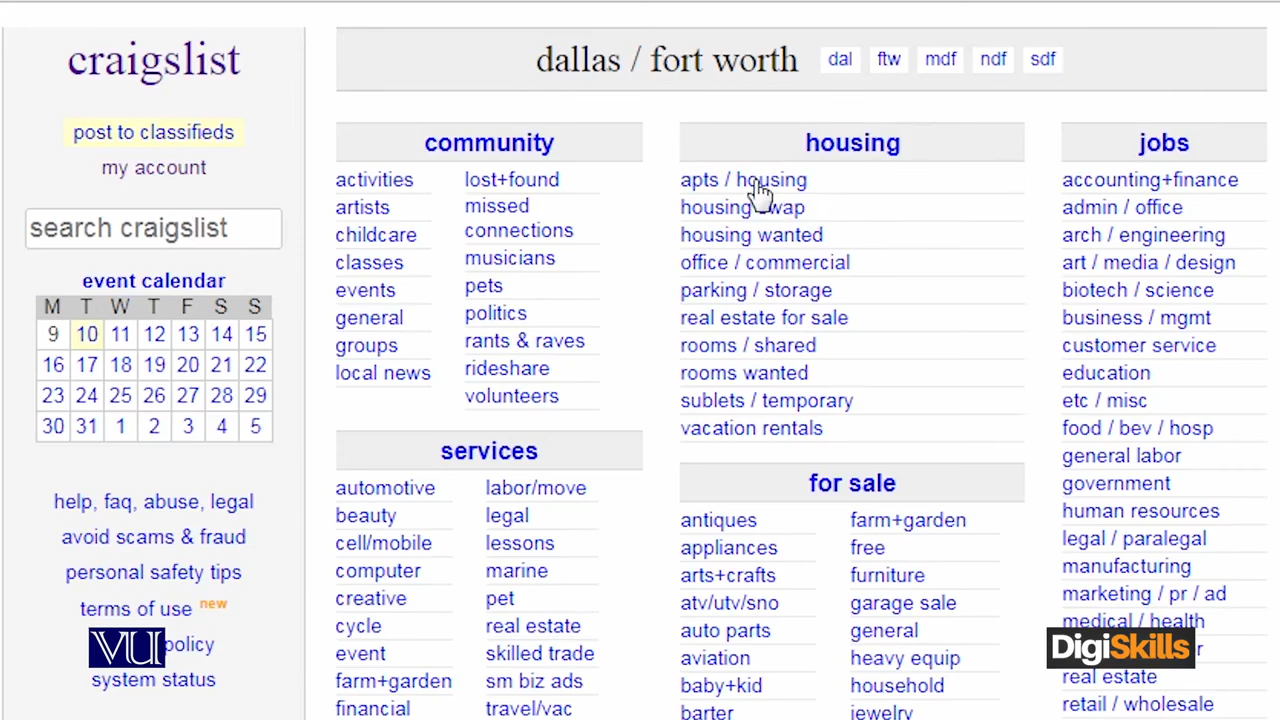 craigslist
post to classifieds
my account
search craigslist
event calendar
M T W T F S S
9 10 11 12 13 14 15
16 17 18 19 20 21 22
23 24 25 26 27 28 29
30 31 1 2 3 4 5
help, faq, abuse, legal
avoid scams & fraud
personal safety tips
terms of use new
VU policy
system status
dallas / fort worth dal ftw mdf ndf sdf
community
activities
artists
childcare
classes
events
general
groups
local news
lost+found
missed
connections
musicians
pets
politics
rants & raves
rideshare
volunteers
services
automotive
beauty
cell/mobile
computer
creative
cycle
event
farm+garden
financial
labor/move
legal
lessons
marine
pet
real estate
skilled trade
sm biz ads
travel/vac
housing
apts / housing
housing swap
housing wanted
office / commercial
parking / storage
real estate for sale
rooms / shared
rooms wanted
sublets / temporary
vacation rentals
for sale
antiques
appliances
arts+crafts
atv/utv/sno
auto parts
aviation
baby+kid
barter
farm+garden
free
furniture
garage sale
general
heavy equip
household
jewelry
jobs
accounting+finance
admin / office
arch / engineering
art / media / design
biotech / science
business / mgmt
customer service
education
etc / misc
food / bev / hosp
general labor
government
human resources
legal / paralegal
manufacturing
marketing / pr / ad
medical / health
DigiSkills
real estate
retail / wholesale